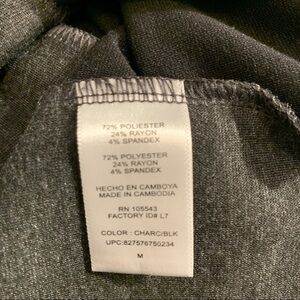 72% POLIESTER
24% RAYON
4% SPANDEX
72% POLYESTER
24% RAYON
4% SPANDEX
HECHO EN CAMBOYA
MADE IN CAMBODIA
RN 105543
FACTORY ID# L7
COLOR : CHARC/BLK
UPC:827576750234
M